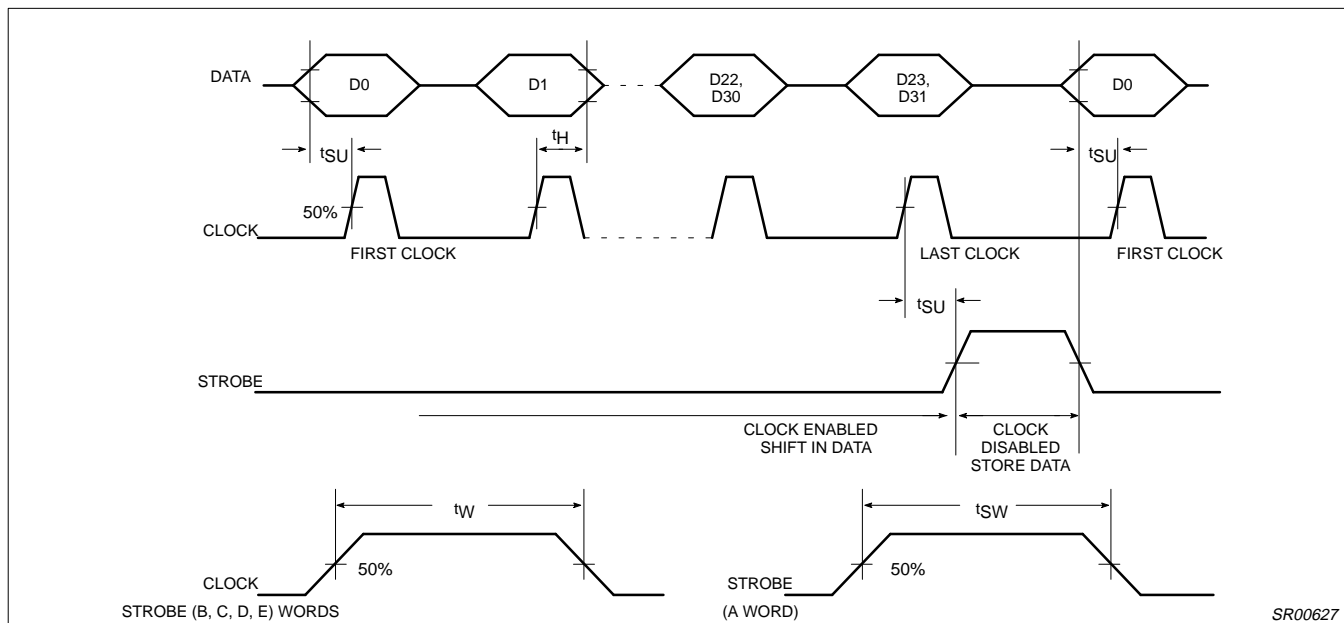 DATA
D0
D1
D22,
D30
D23,
D31
D0
tSU
tH
tSU
50%
CLOCK
FIRST CLOCK
LAST CLOCK
FIRST CLOCK
tSU
STROBE
CLOCK ENABLED
SHIFT IN DATA
CLOCK
DISABLED
STORE DATA
tW
tSW
50%
50%
CLOCK
STROBE
STROBE (B, C, D, E) WORDS
(A WORD)
SR00627